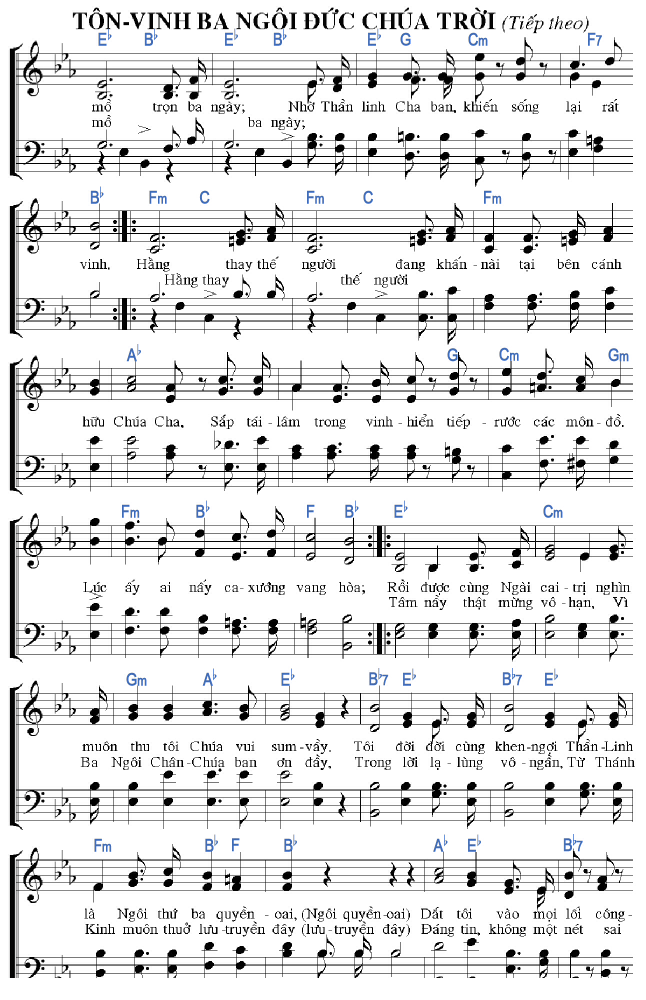 TÔN-VINH BA NGÔI ĐỨC CHÚA TRỜI (Tiếp theo)
E♭ B♭ E♭ B♭ E♭ G Cm F7
mồ trọn ba ngày; Nhờ Thần linh Cha ban, khiến sống lại rất
mồ ba ngày;
B♭ Fm C Fm C Fm
vinh, Hằng thay thế người đang khấn-nài tại bên cánh
Hằng thay thế người
A♭ G Cm Gm
hữu Chúa Cha, Sắp tái-lâm trong vinh-hiển tiếp-rước các môn-đồ.
Fm B♭ F B♭ E♭ Cm
Lúc ấy ai nấy ca-xướng vang hòa; Rồi được cùng Ngài cai-trị nghìn
Tâm nầy thật mừng vô-hạn, Vì
Gm A♭ E♭ B♭7 E♭ B♭7 E♭
muôn thu tôi Chúa vui sum-vầy. Tôi đời đời cùng khen-ngợi Thần-Linh
Ba Ngôi Chân-Chúa ban ơn đầy. Trong lời lạ-lùng vô-ngần, Từ Thánh
Fm B♭ F B♭ A♭ E♭ B♭7
là Ngôi thứ ba quyền-oai, (Ngôi quyền-oai) Dắt tôi vào mọi lối công-
Kinh muôn thuở lưu-truyền đây (lưu-truyền đây) Đáng tin, không một nét sai